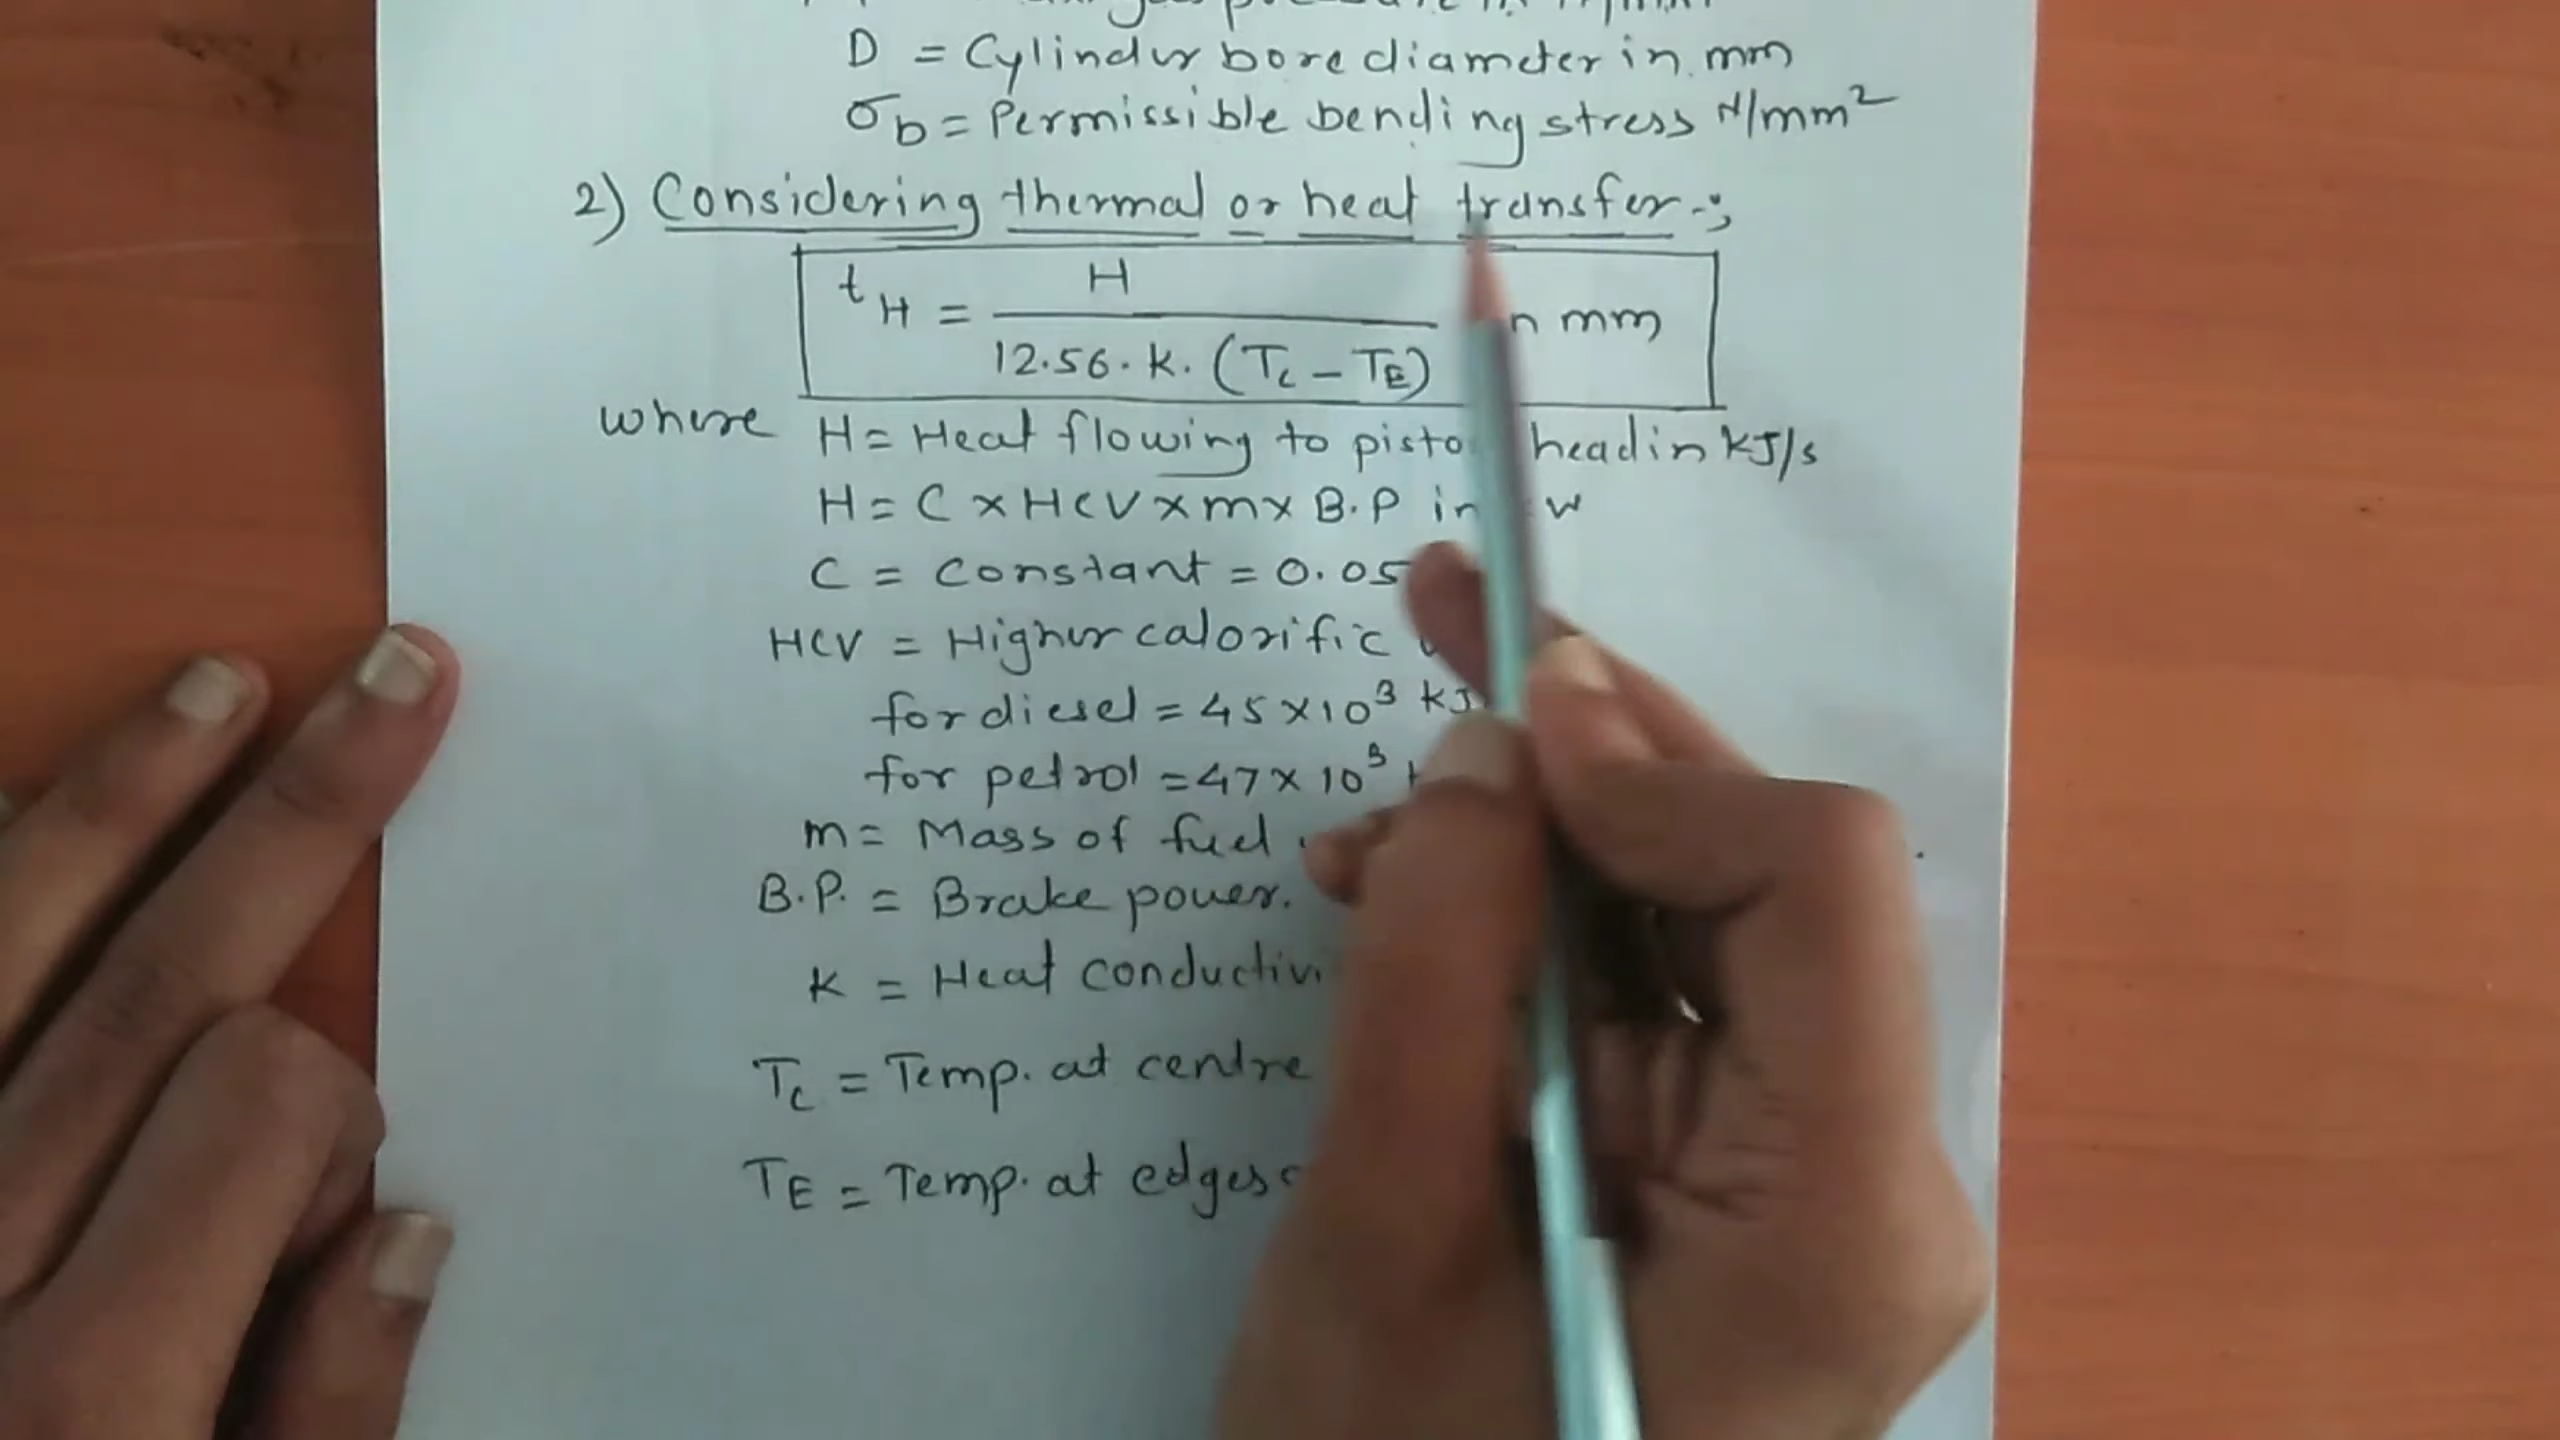 D = Cylinder bore diameter in mm
σb = Permissible bending stress N/mm²
2) Considering thermal or heat transfer :-
tH = H / 12.56. K. (Tc - TE) in mm
where H = Heat flowing to piston head in KJ/s
H = C x HCV x m x B.P in
C = Constant = 0.05
HCV = Higher calorific
for diesel = 45 x 10³ KJ
for petrol = 47 x 10³
m = Mass of fuel
B.P. = Brake power.
K = Heat
Tc = Temp. at centre
TE = Temp. at edges